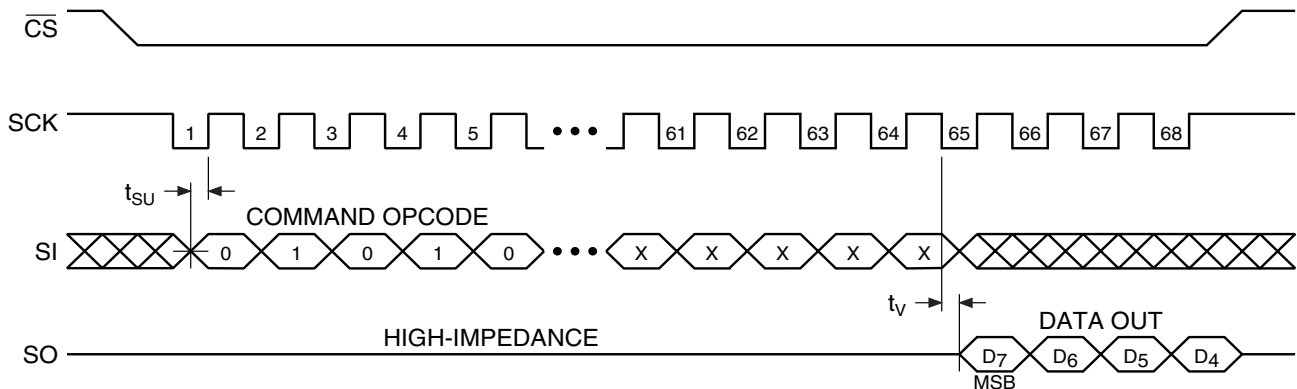 CS
SCK 1 2 3 4 5 ••• 61 62 63 64 65 66 67 68
tSU
COMMAND OPCODE
SI 0 1 0 1 0 ••• X X X X X
tV
HIGH-IMPEDANCE
DATA OUT
SO D7 D6 D5 D4
MSB